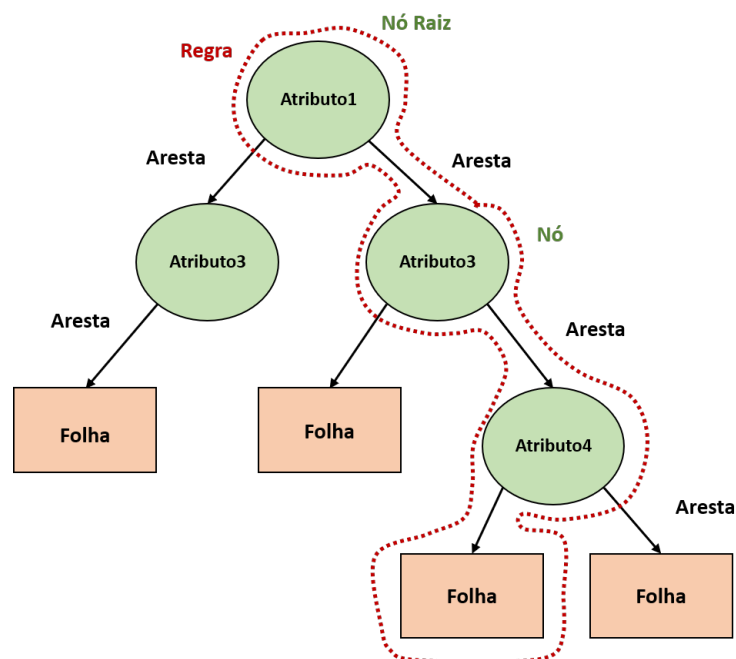 Nó Raiz
Regra
Atributo1
Aresta
Aresta
Nó
Atributo3
Atributo3
Aresta
Aresta
Folha
Folha
Atributo4
Aresta
Folha
Folha